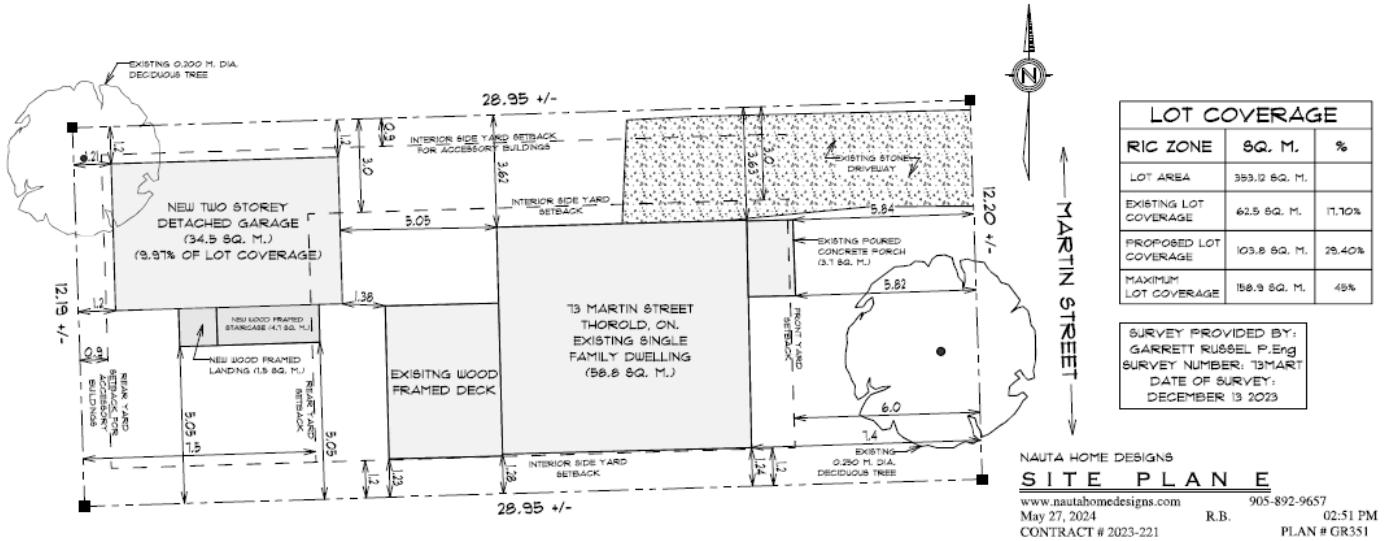 EXISTING 0.200 M. DIA.
DECIDUOUS TREE
28.95 +/-
1.2
1.2
0.9
INTERIOR SIDE YARD SETBACK
FOR ACCESSORY BUILDINGS
1.21
3.0
3.62
3.63
3.0
EXISTING STONE
DRIVEWAY
INTERIOR SIDE YARD
SETBACK
NEW TWO STOREY
DETACHED GARAGE
(34.5 SQ. M.)
(9.97% OF LOT COVERAGE)
5.05
5.84
12.20 +/-
EXISTING POURED
CONCRETE PORCH
(3.7 SQ. M.)
12.19 +/-
1.2
1.38
5.82
NEW WOOD FRAMED
STAIRCASE (4.7 SQ. M.)
NEW WOOD FRAMED
LANDING (1.5 SQ. M.)
73 MARTIN STREET
THOROLD, ON.
EXISTING SINGLE
FAMILY DWELLING
(58.8 SQ. M.)
FRONT YARD
SETBACK
0.9
REAR YARD
SETBACK FOR
ACCESSORY
BUILDINGS
REAR YARD
SETBACK
EXISITNG WOOD
FRAMED DECK
5.05
7.5
5.05
6.0
7.4
EXISTING
0.250 M. DIA.
DECIDUOUS TREE
INTERIOR SIDE YARD
SETBACK
1.2
1.23
1.28
1.24
1.2
28.95 +/-
N
MARTIN STREET
LOT COVERAGE
R1C ZONE SQ. M. %
LOT AREA 353.12 SQ. M.
EXISTING LOT
COVERAGE 62.5 SQ. M. 17.70%
PROPOSED LOT
COVERAGE 103.8 SQ. M. 29.40%
MAXIMUM
LOT COVERAGE 158.9 SQ. M. 45%
SURVEY PROVIDED BY:
GARRETT RUSSEL P.Eng
SURVEY NUMBER: 73MART
DATE OF SURVEY:
DECEMBER 13 2023
NAUTA HOME DESIGNS
SITE PLAN E
www.nautahomedesigns.com 905-892-9657
May 27, 2024 R.B. 02:51 PM
CONTRACT # 2023-221 PLAN # GR351